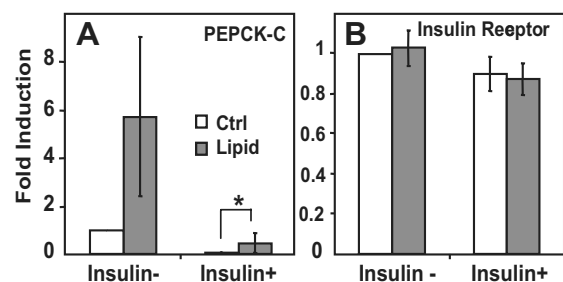 A
PEPCK-C
8
6
4
2
0
Fold Induction
Ctrl
Lipid
*
Insulin-
Insulin+
B
Insulin Receptor
1
0.8
0.6
0.4
0.2
0
Insulin -
Insulin+